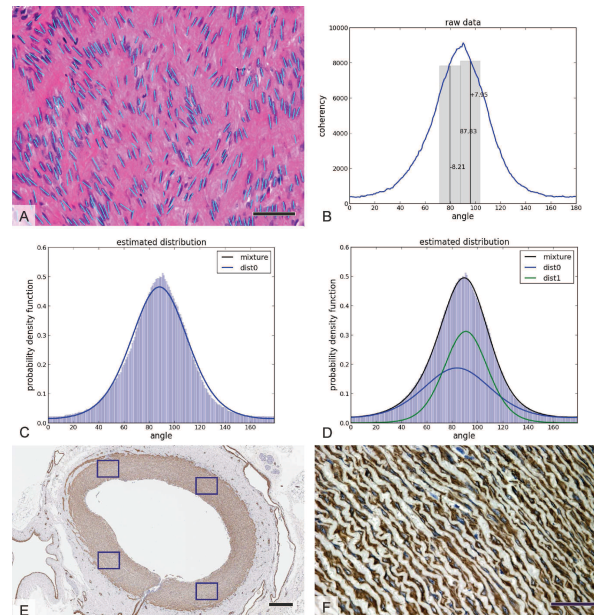 A
raw data
coherency
10000
8000
6000
4000
2000
0
+7.95
87.83
-8.21
0 20 40 60 80 100 120 140 160 180
angle
B
estimated distribution
mixture
dist0
probability density function
0.6
0.5
0.4
0.3
0.2
0.1
0.0
0 20 40 60 80 100 120 140 160
angle
C
estimated distribution
mixture
dist0
dist1
probability density function
0.6
0.5
0.4
0.3
0.2
0.1
0.0
0 20 40 60 80 100 120 140 160
angle
D
E
F